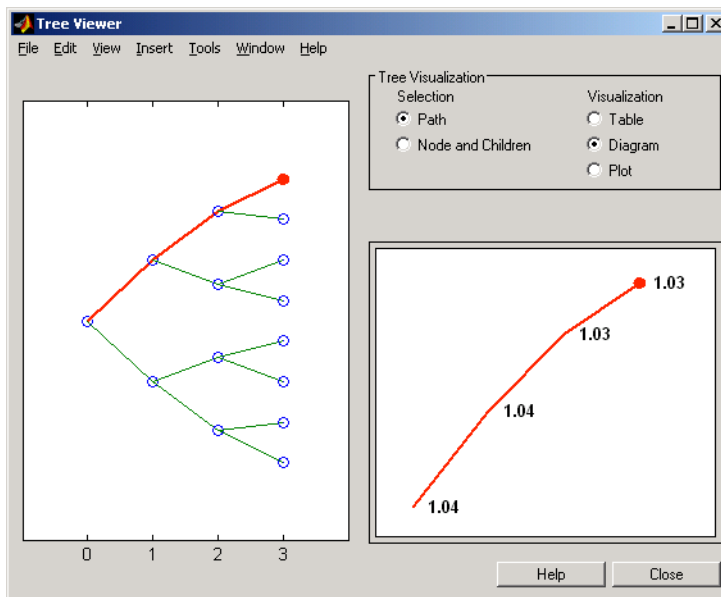 Tree Viewer
File Edit View Insert Tools Window Help
Tree Visualization
Selection Visualization
Path Table
Node and Children Diagram
Plot
1.03
1.03
1.04
1.04
0 1 2 3
Help Close